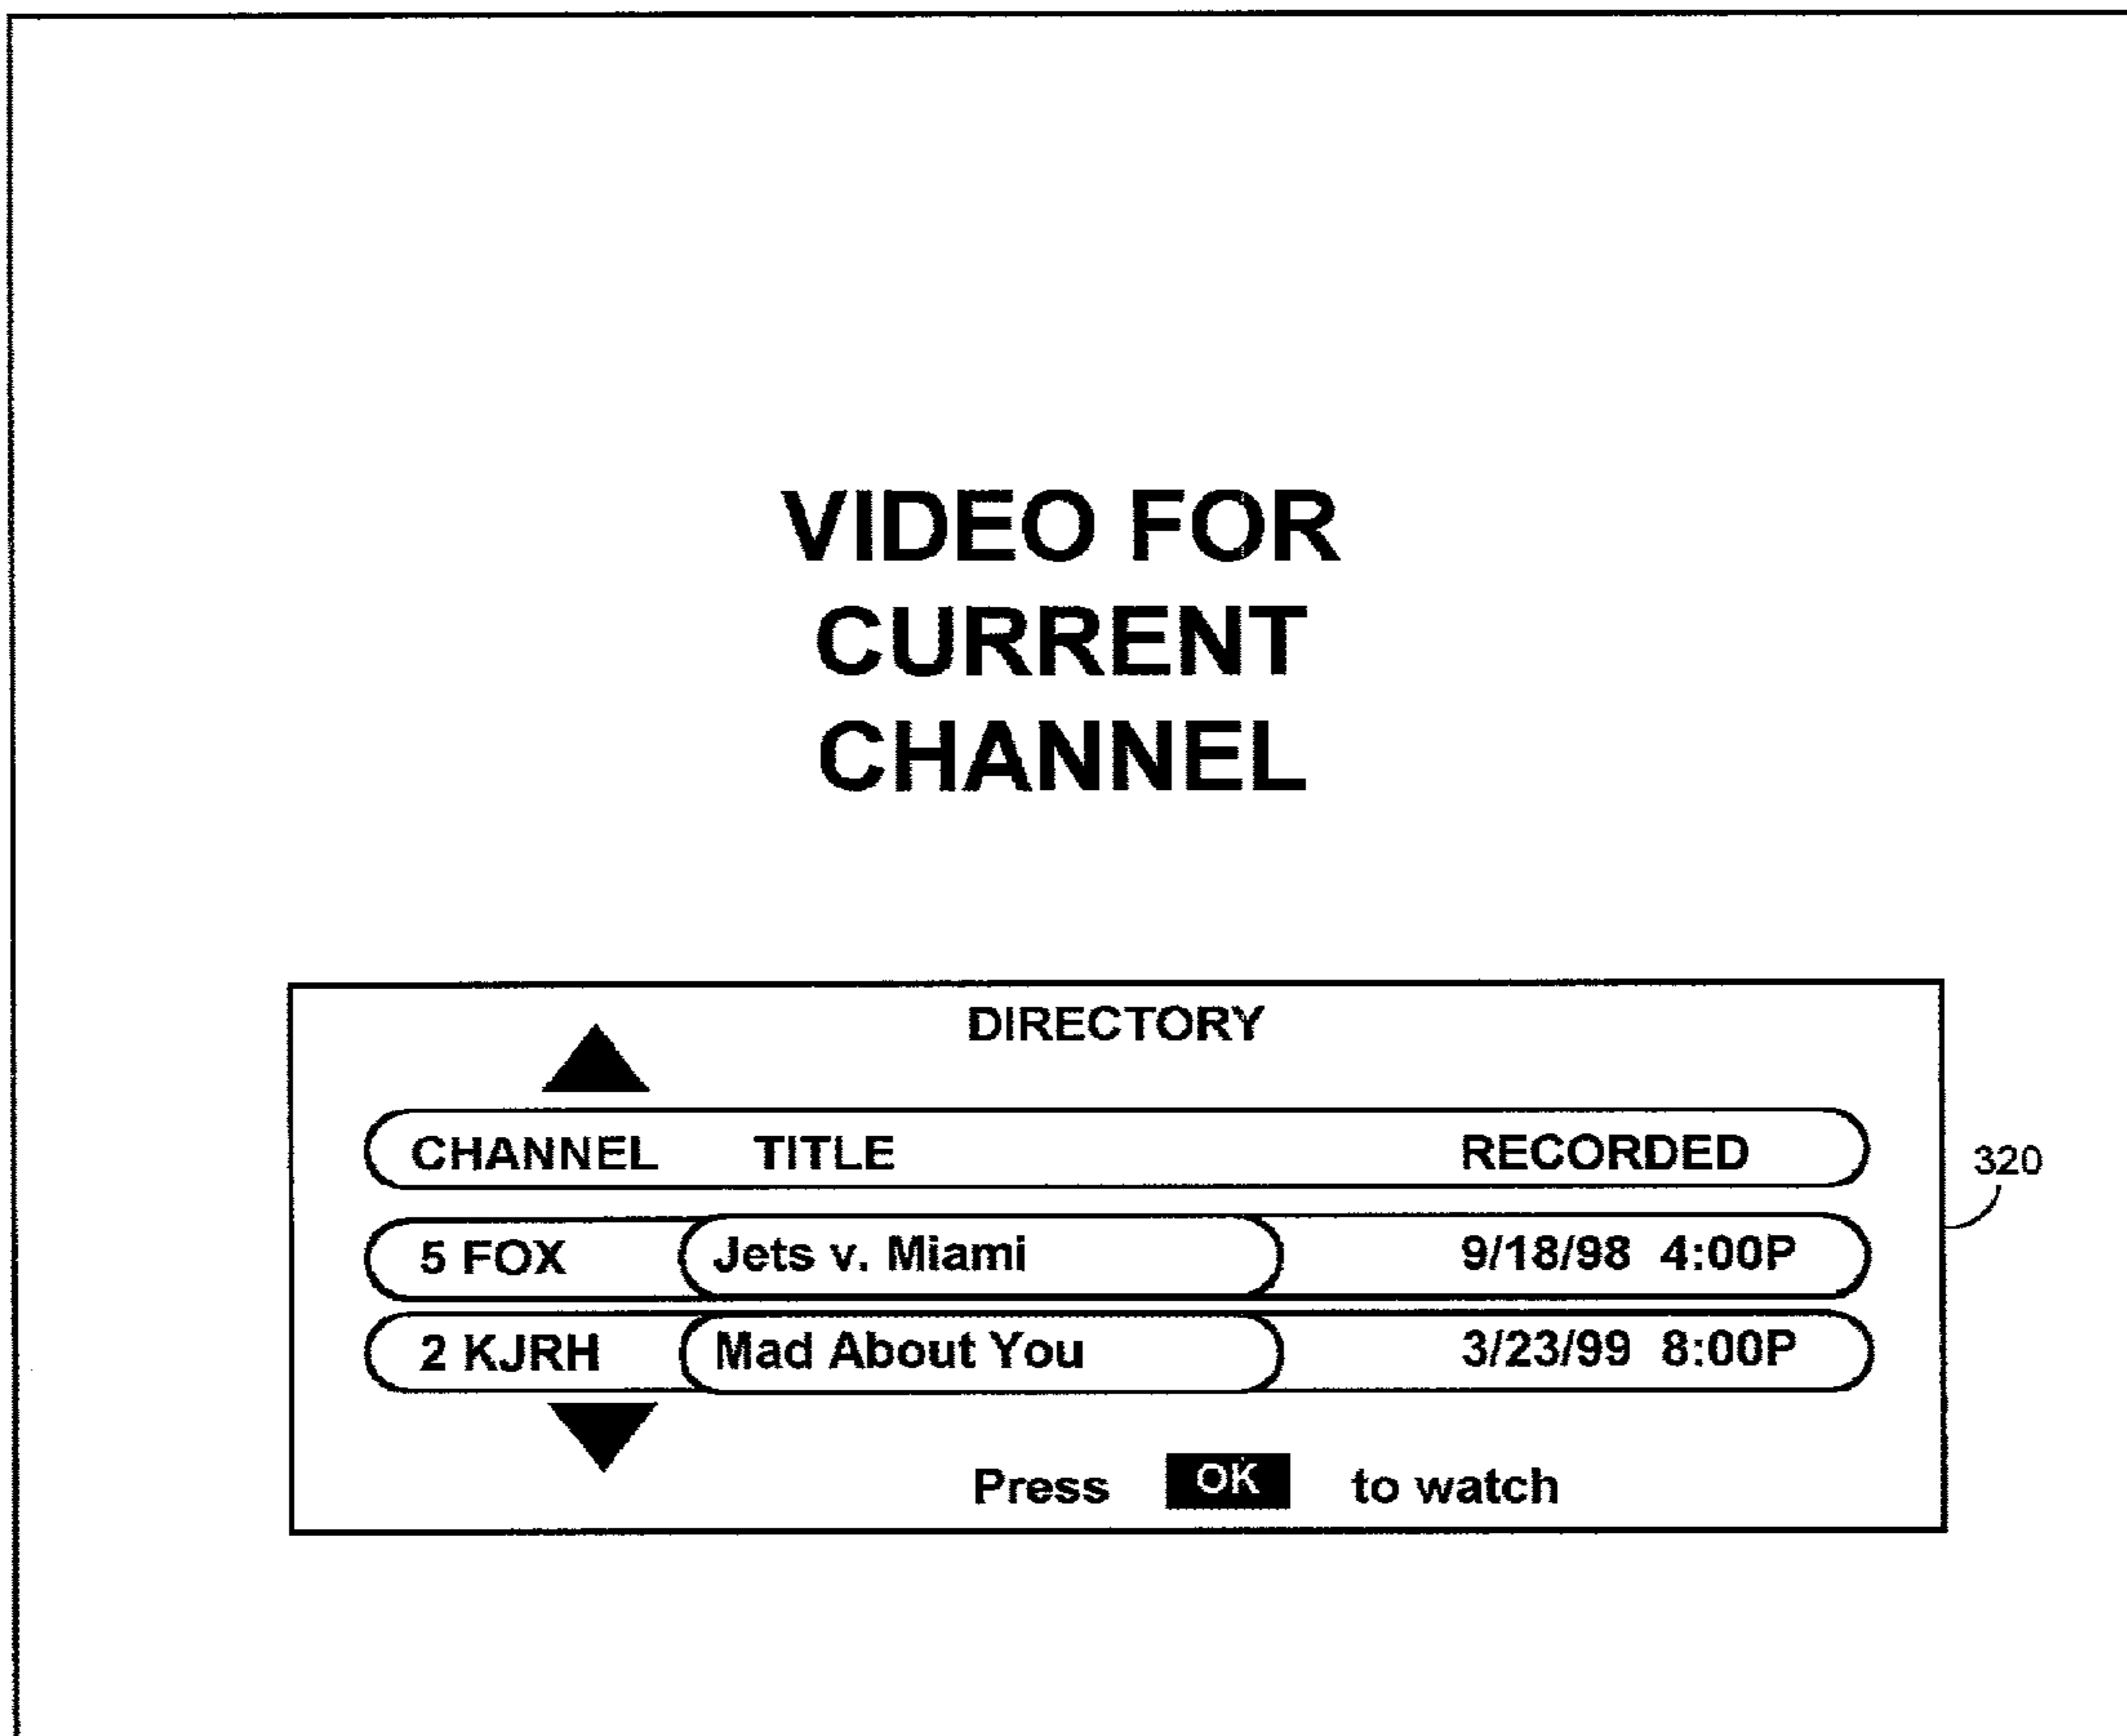 VIDEO FOR
CURRENT
CHANNEL
DIRECTORY
CHANNEL TITLE RECORDED
320
5 FOX Jets v. Miami 9/18/98 4:00P
2 KJRH Mad About You 3/23/99 8:00P
Press OK to watch